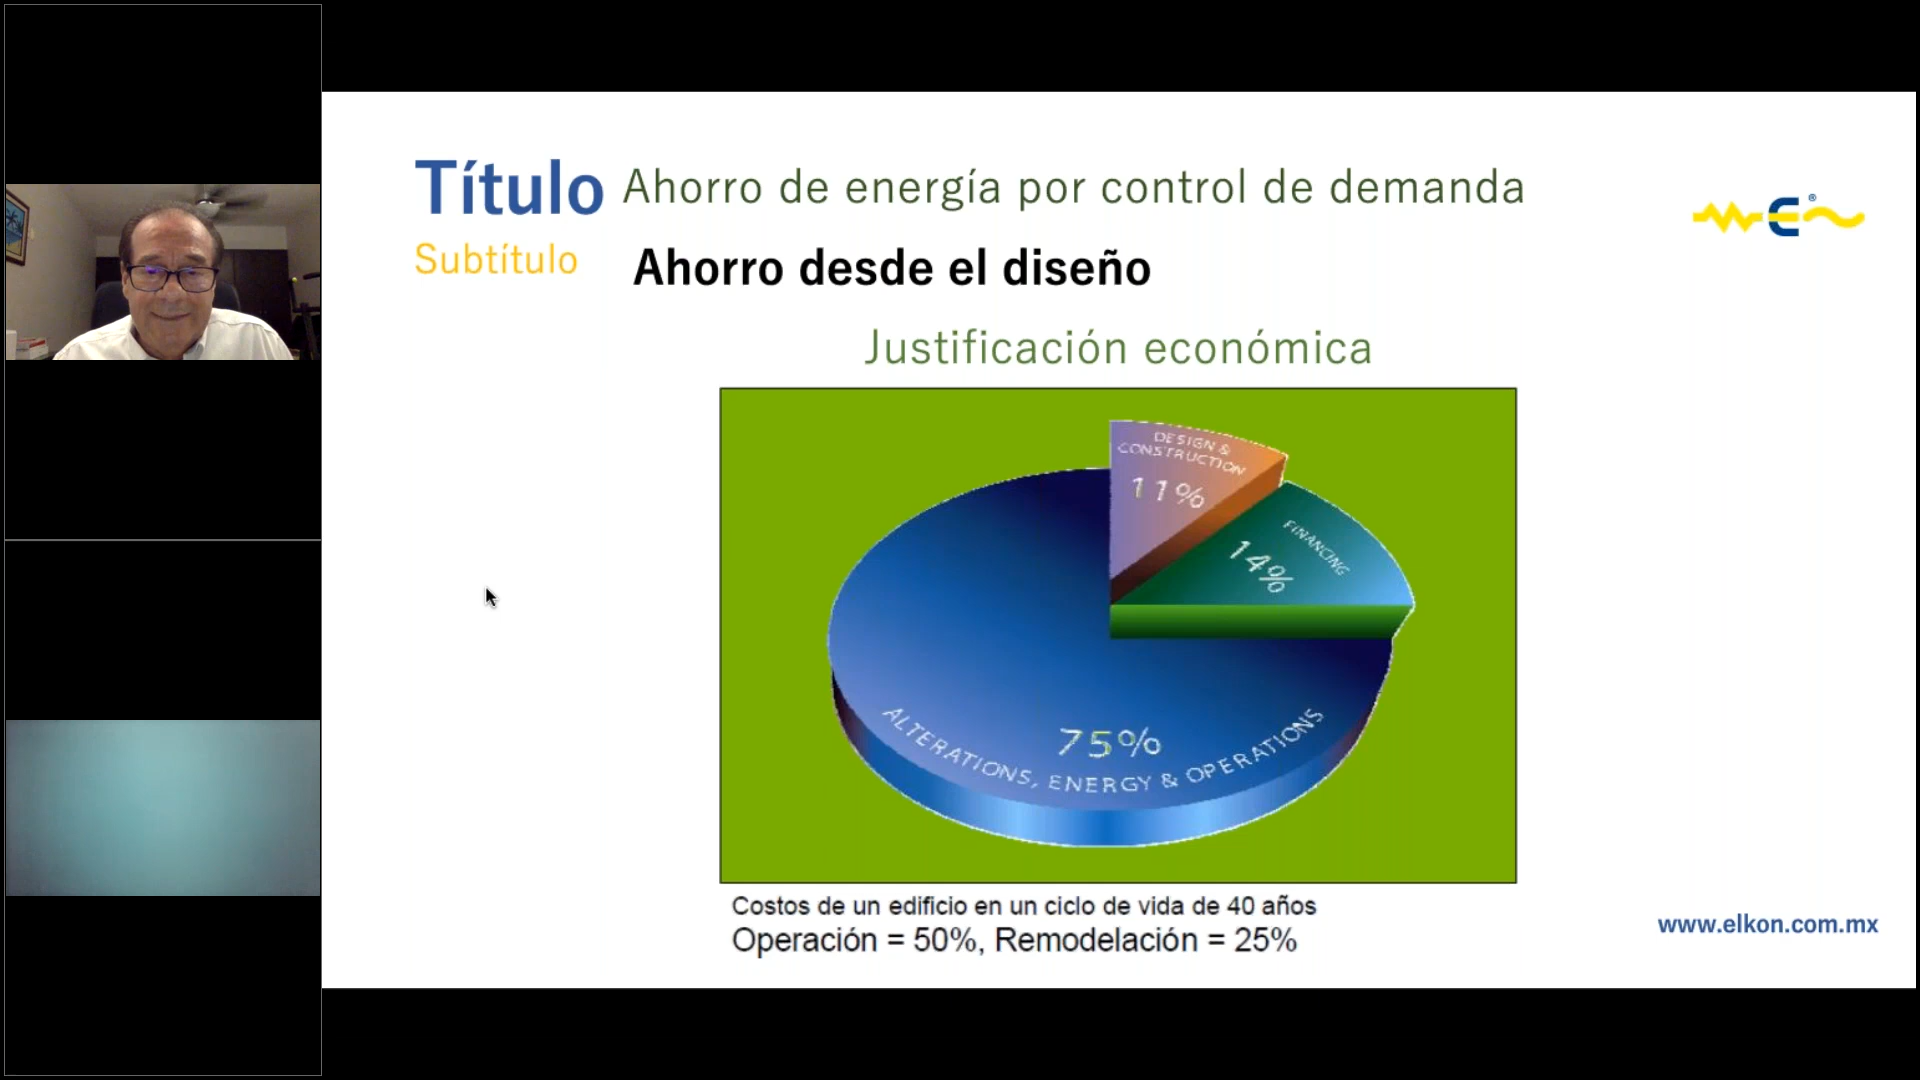 Título Ahorro de energía por control de demanda
Subtítulo Ahorro desde el diseño
E®
Justificación económica
DESIGN &
CONSTRUCTION
11%
FINANCING
14%
75%
ALTERATIONS, ENERGY & OPERATIONS
Costos de un edificio en un ciclo de vida de 40 años
Operación = 50%, Remodelación = 25%
www.elkon.com.mx